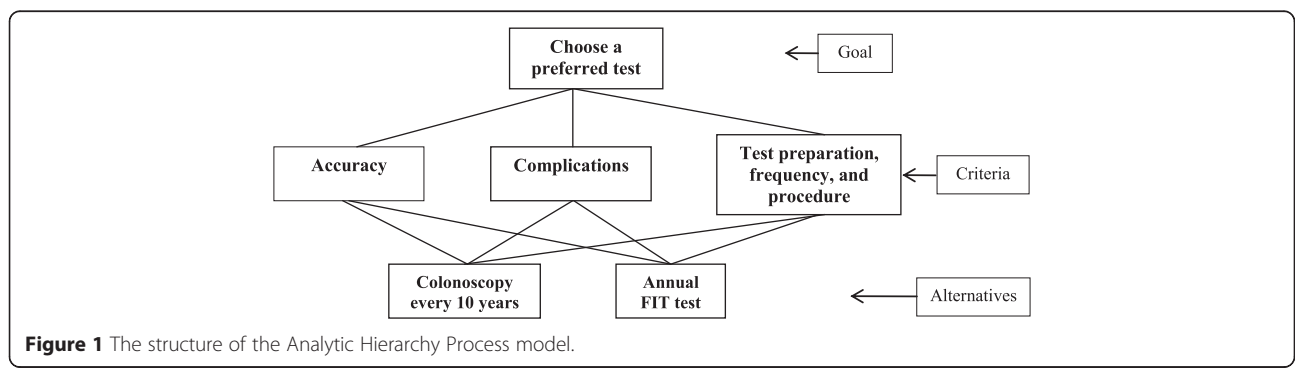 Choose a
preferred test
Goal
Accuracy
Complications
Test preparation,
frequency, and
procedure
Criteria
Colonoscopy
every 10 years
Annual
FIT test
Alternatives
Figure 1 The structure of the Analytic Hierarchy Process model.